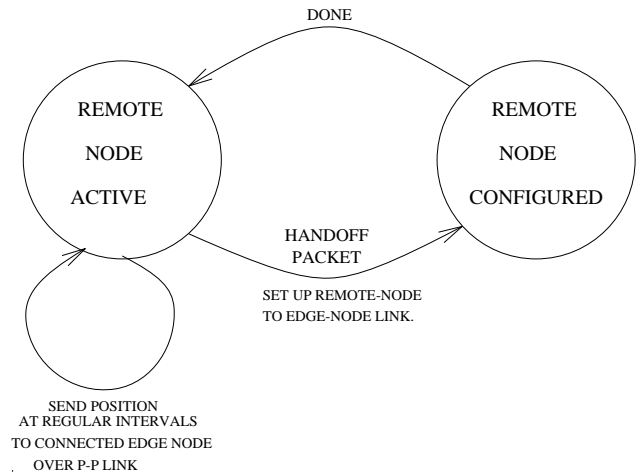 DONE
REMOTE
NODE
ACTIVE
REMOTE
NODE
CONFIGURED
HANDOFF
PACKET
SET UP REMOTE-NODE
TO EDGE-NODE LINK.
SEND POSITION
AT REGULAR INTERVALS
TO CONNECTED EDGE NODE
OVER P-P LINK